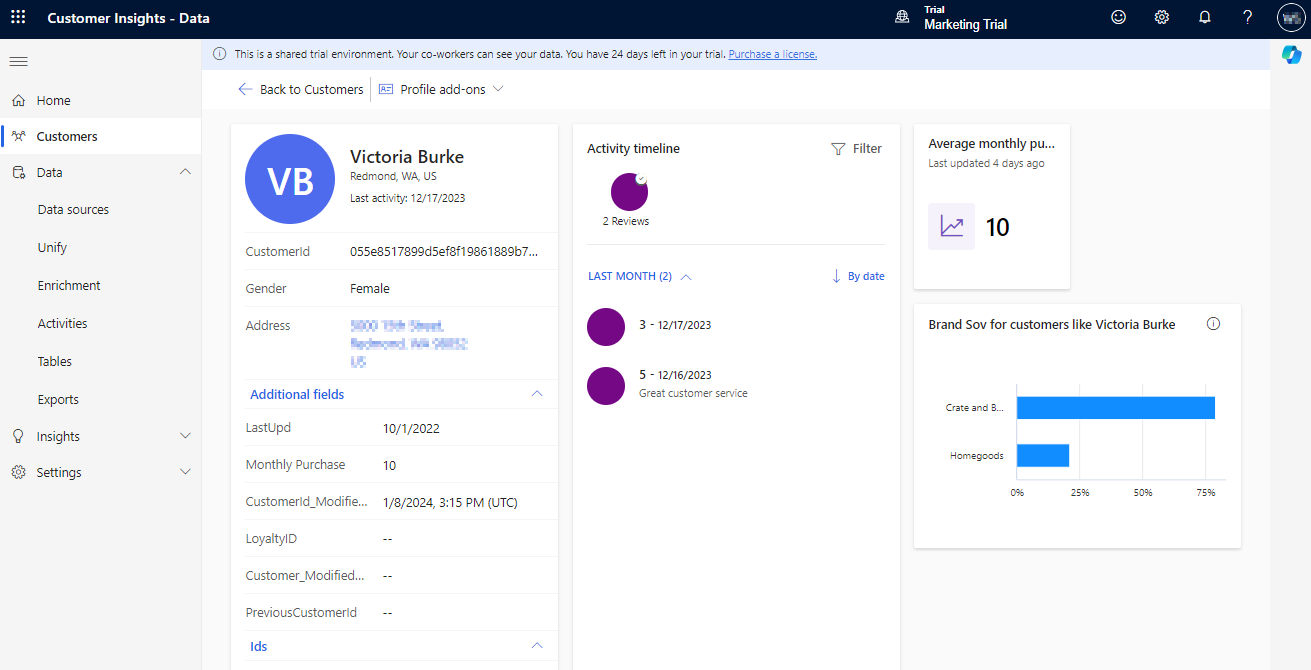 Customer Insights - Data
Trial
Marketing Trial
?
This is a shared trial environment. Your co-workers can see your data. You have 24 days left in your trial. Purchase a license.
Back to Customers
Profile add-ons
Home
Customers
Data
Data sources
Unify
Enrichment
Activities
Tables
Exports
Insights
Settings
VB
Victoria Burke
Redmond, WA, US
Last activity: 12/17/2023
CustomerId 055e8517899d5ef8f19861889b7...
Gender Female
Address
Additional fields
LastUpd 10/1/2022
Monthly Purchase 10
CustomerId_Modifie... 1/8/2024, 3:15 PM (UTC)
LoyaltyID --
Customer_Modified... --
PreviousCustomerId --
Ids
Activity timeline
Filter
2 Reviews
LAST MONTH (2)
By date
3 - 12/17/2023
5 - 12/16/2023
Great customer service
Average monthly pu...
Last updated 4 days ago
10
Brand Sov for customers like Victoria Burke
Crate and B...
Homegoods
0% 25% 50% 75%